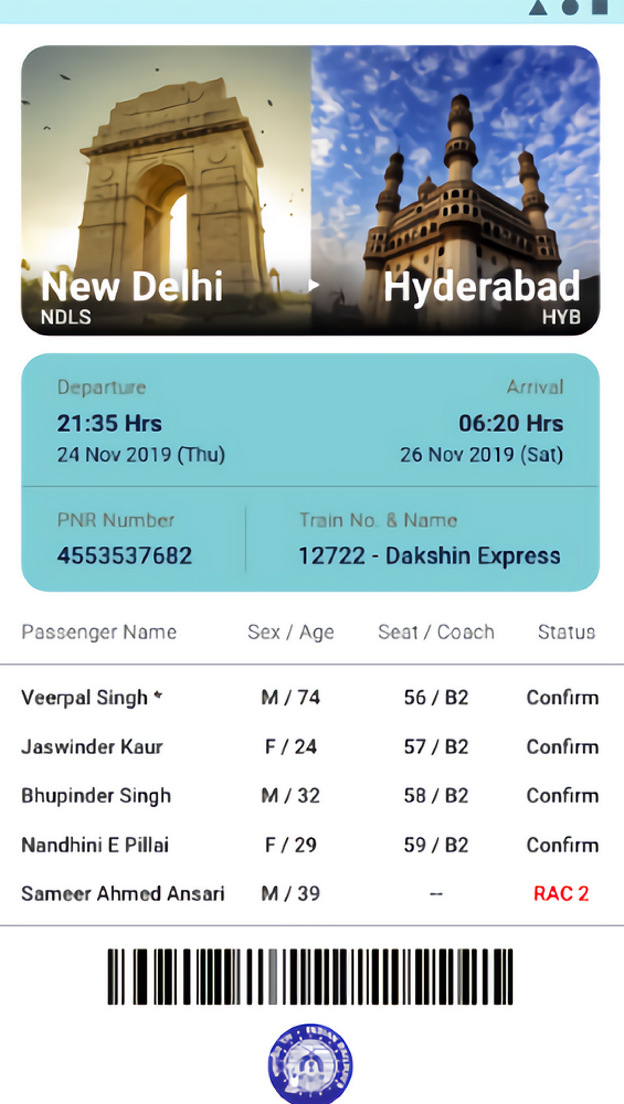 New Delhi
Hyderabad
NDLS
HYB
Departure
Arrival
21:35 Hrs
06:20 Hrs
24 Nov 2019 (Thu)
26 Nov 2019 (Sat)
PNR Number
Train No. & Name
4553537682
12722 - Dakshin Express
Passenger Name Sex / Age Seat / Coach Status
Veerpal Singh * M / 74 56 / B2 Confirm
Jaswinder Kaur F / 24 57 / B2 Confirm
Bhupinder Singh M / 32 58 / B2 Confirm
Nandhini E Pillai F / 29 59 / B2 Confirm
Sameer Ahmed Ansari M / 39 -- RAC 2
INDIAN RAILWAYS